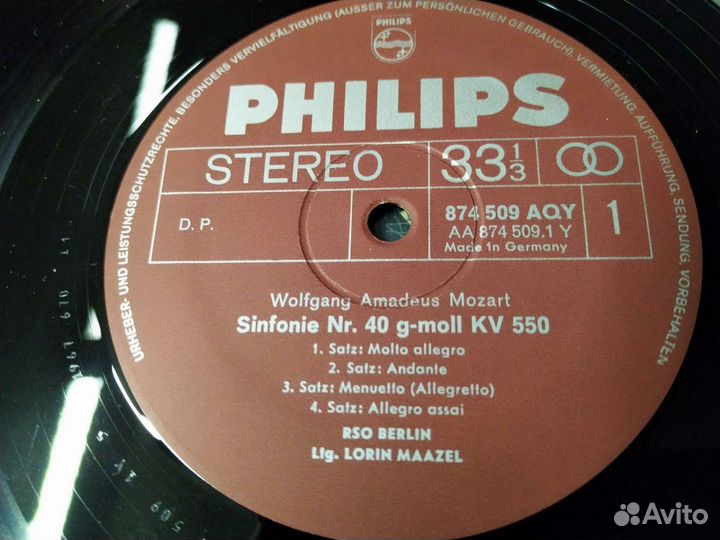 URHEBER- UND LEISTUNGSSCHUTZRECHTE, BESONDERS VERVIELFÄLTIGUNG (AUSSER ZUM PERSÖNLICHEN GEBRAUCH), VERMIETUNG, AUFFÜHRUNG, SENDUNG, VORBEHALTEN
PHILIPS
PHILIPS
STEREO 33 1/3
D. P. 874 509 AQY 1
AA 874 509.1 Y
Made in Germany
Wolfgang Amadeus Mozart
Sinfonie Nr. 40 g-moll KV 550
1. Satz: Molto allegro
2. Satz: Andante
3. Satz: Menuetto (Allegretto)
4. Satz: Allegro assai
RSO BERLIN
Ltg. LORIN MAAZEL
Avito